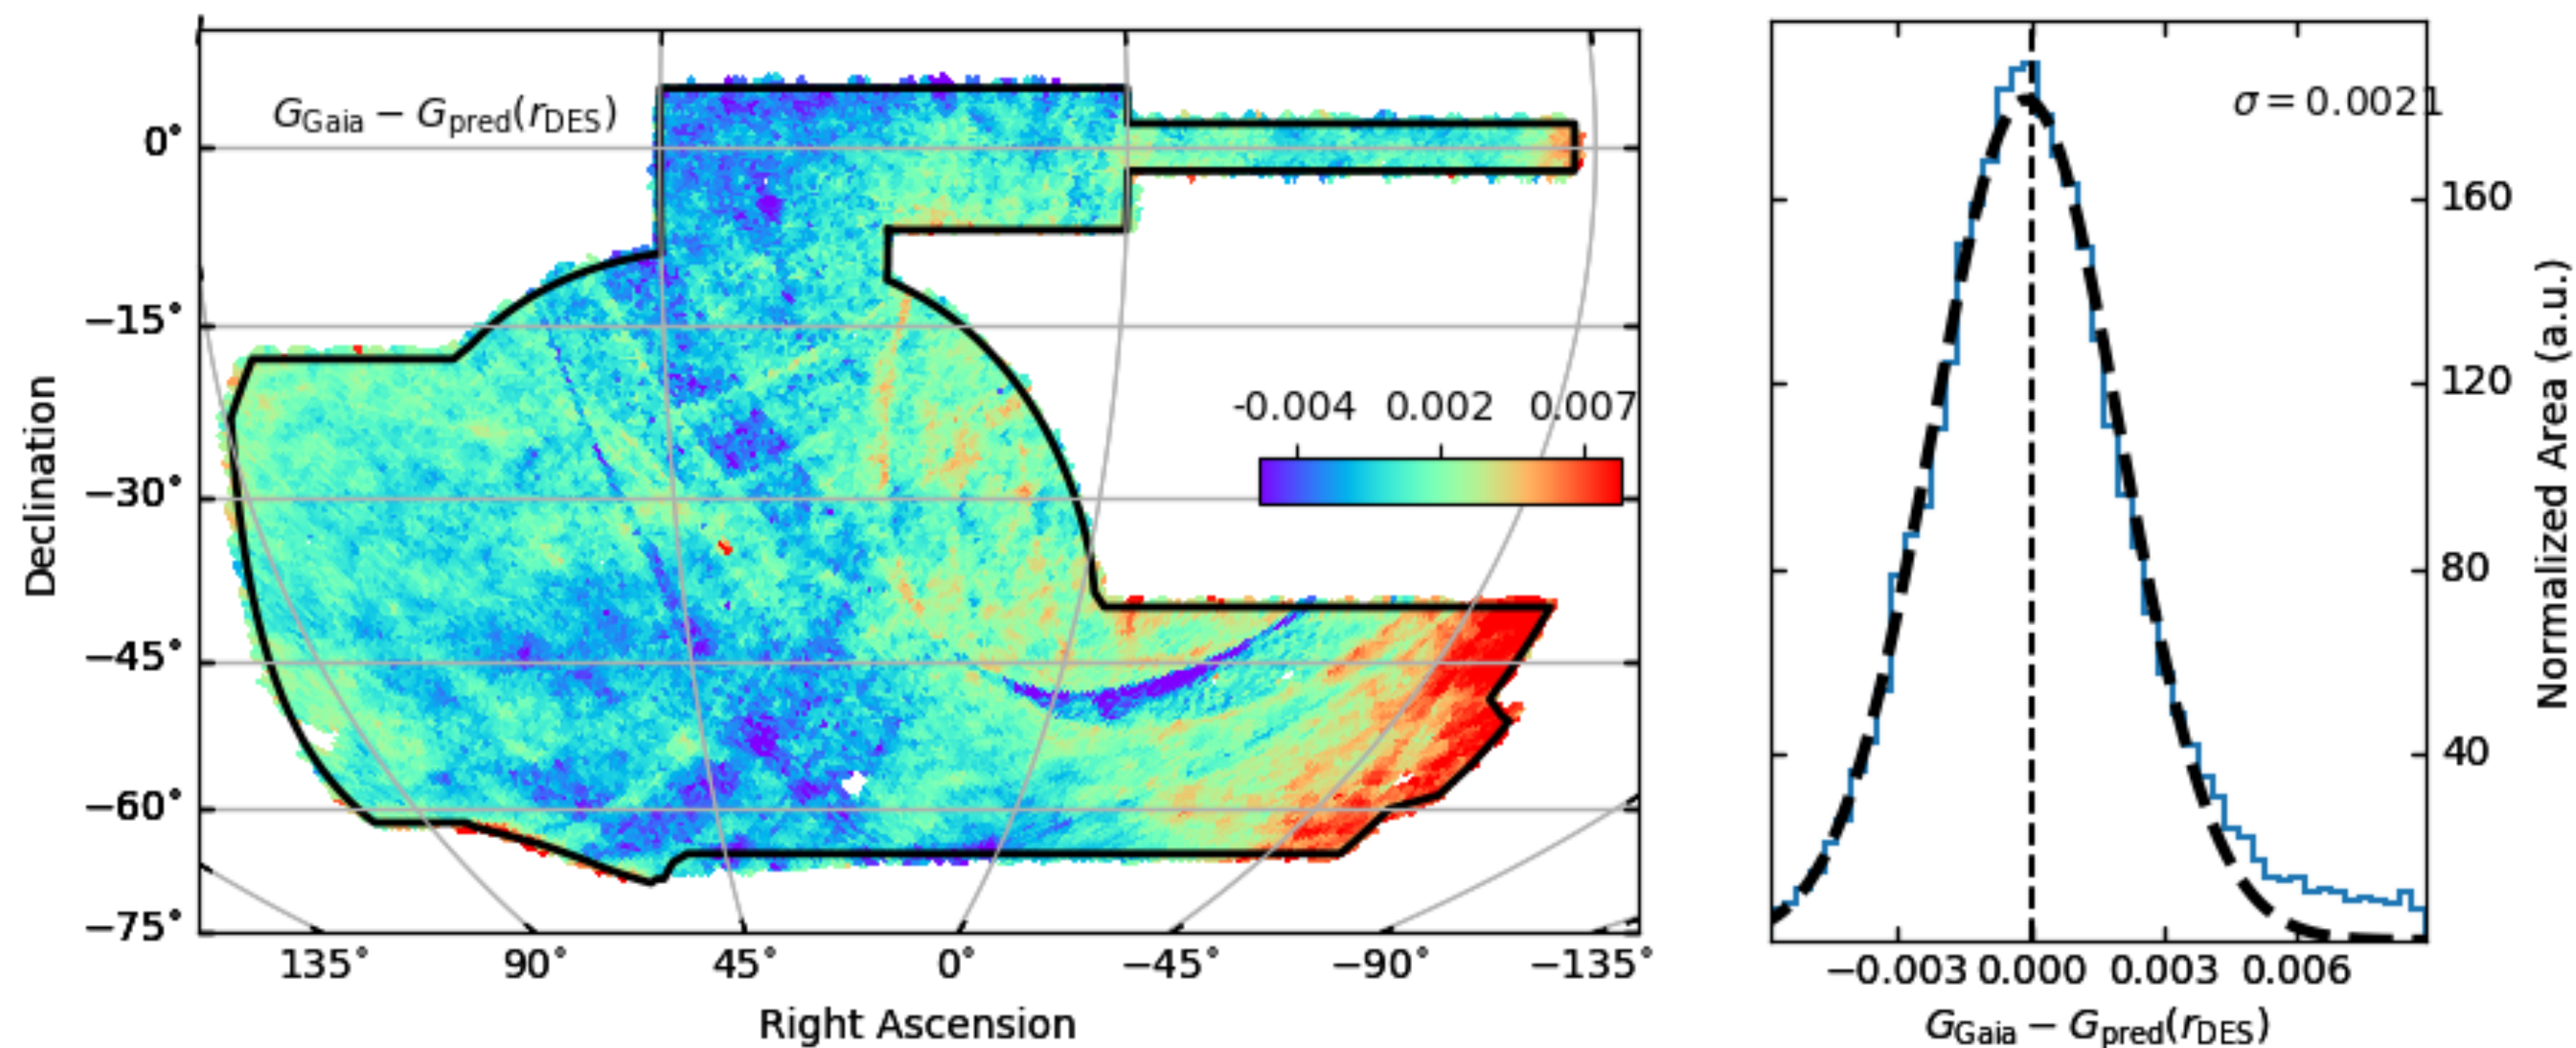 G_Gaia − G_pred(r_DES)
0°
−15°
−30°
−45°
−60°
−75°
Declination
135° 90° 45° 0° −45° −90° −135°
Right Ascension
-0.004 0.002 0.007
σ = 0.0021
160
120
80
40
Normalized Area (a.u.)
−0.003 0.000 0.003 0.006
G_Gaia − G_pred(r_DES)